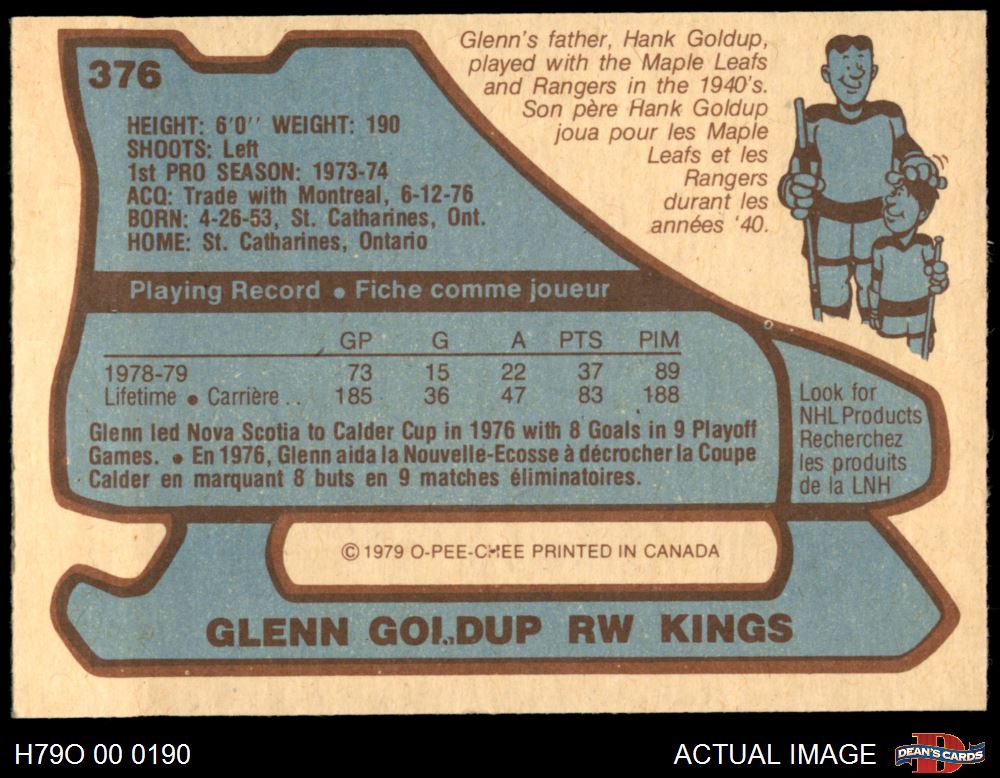 376
Glenn's father, Hank Goldup,
played with the Maple Leafs
and Rangers in the 1940's.
Son père Hank Goldup
joua pour les Maple
Leafs et les
Rangers
durant les
années '40.
HEIGHT: 6'0'' WEIGHT: 190
SHOOTS: Left
1st PRO SEASON: 1973-74
ACQ: Trade with Montreal, 6-12-76
BORN: 4-26-53, St. Catharines, Ont.
HOME: St. Catharines, Ontario
Playing Record • Fiche comme joueur
GP G A PTS PIM
1978-79 73 15 22 37 89
Lifetime • Carrière .. 185 36 47 83 188
Glenn led Nova Scotia to Calder Cup in 1976 with 8 Goals in 9 Playoff
Games. • En 1976, Glenn aida la Nouvelle-Ecosse à décrocher la Coupe
Calder en marquant 8 buts en 9 matches éliminatoires.
Look for
NHL Products
Recherchez
les produits
de la LNH
© 1979 O-PEE-CHEE PRINTED IN CANADA
GLENN GOLDUP RW KINGS
H79O 00 0190
ACTUAL IMAGE
DEAN'S CARDS